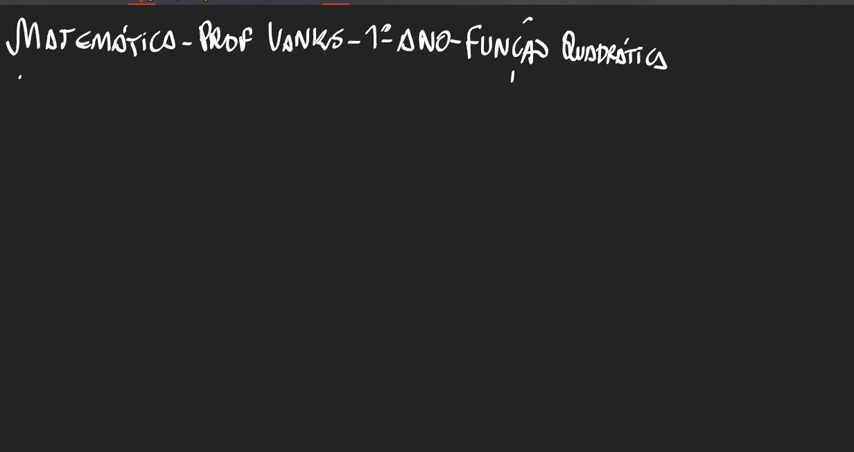 MATEMÁTICA - PROF VANKS - 1º ANO - FUNÇÃO QUADRÁTICA